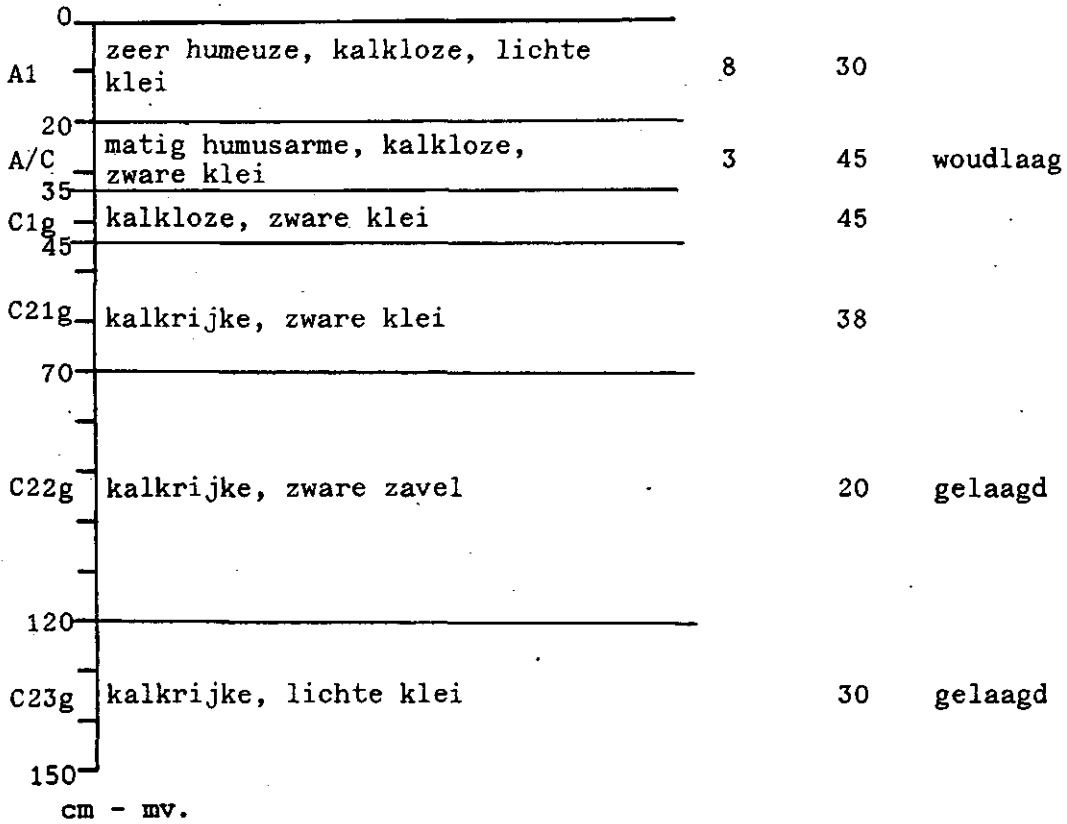 0
A1 zeer humeuze, kalkloze, lichte klei 8 30
20
A/C matig humusarme, kalkloze, zware klei 3 45 woudlaag
35
C1g kalkloze, zware klei 45
45
C21g kalkrijke, zware klei 38
70
C22g kalkrijke, zware zavel 20 gelaagd
120
C23g kalkrijke, lichte klei 30 gelaagd
150
cm - mv.